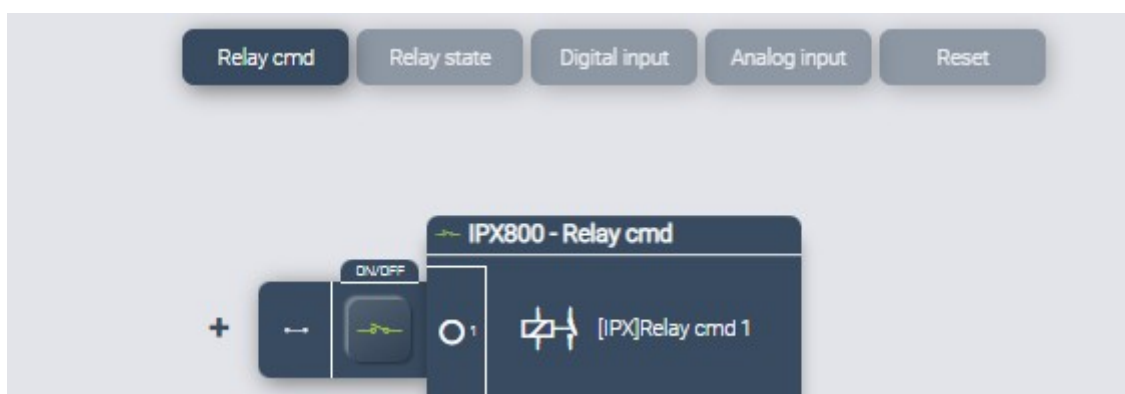 Relay cmd Relay state Digital input Analog input Reset
IPX800 - Relay cmd
ON/OFF
1 [IPX]Relay cmd 1